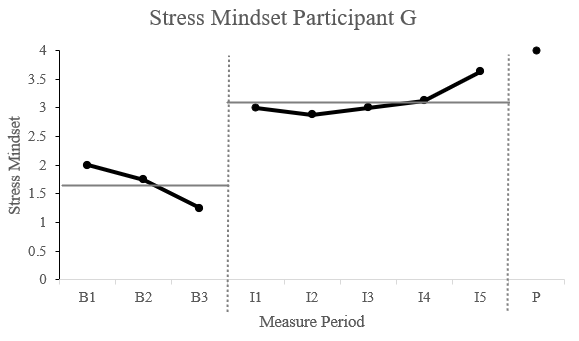 Stress Mindset Participant G
4
3.5
3
2.5
2
1.5
1
0.5
0
Stress Mindset
B1 B2 B3 I1 I2 I3 I4 I5 P
Measure Period